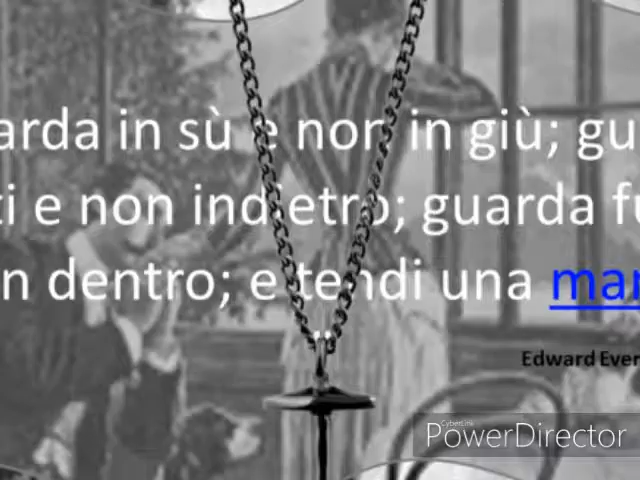 arda in sù e non in giù; gu
ti e non indietro; guarda fu
n dentro; e tendi una man
Edward Ever
CyberLink
PowerDirector